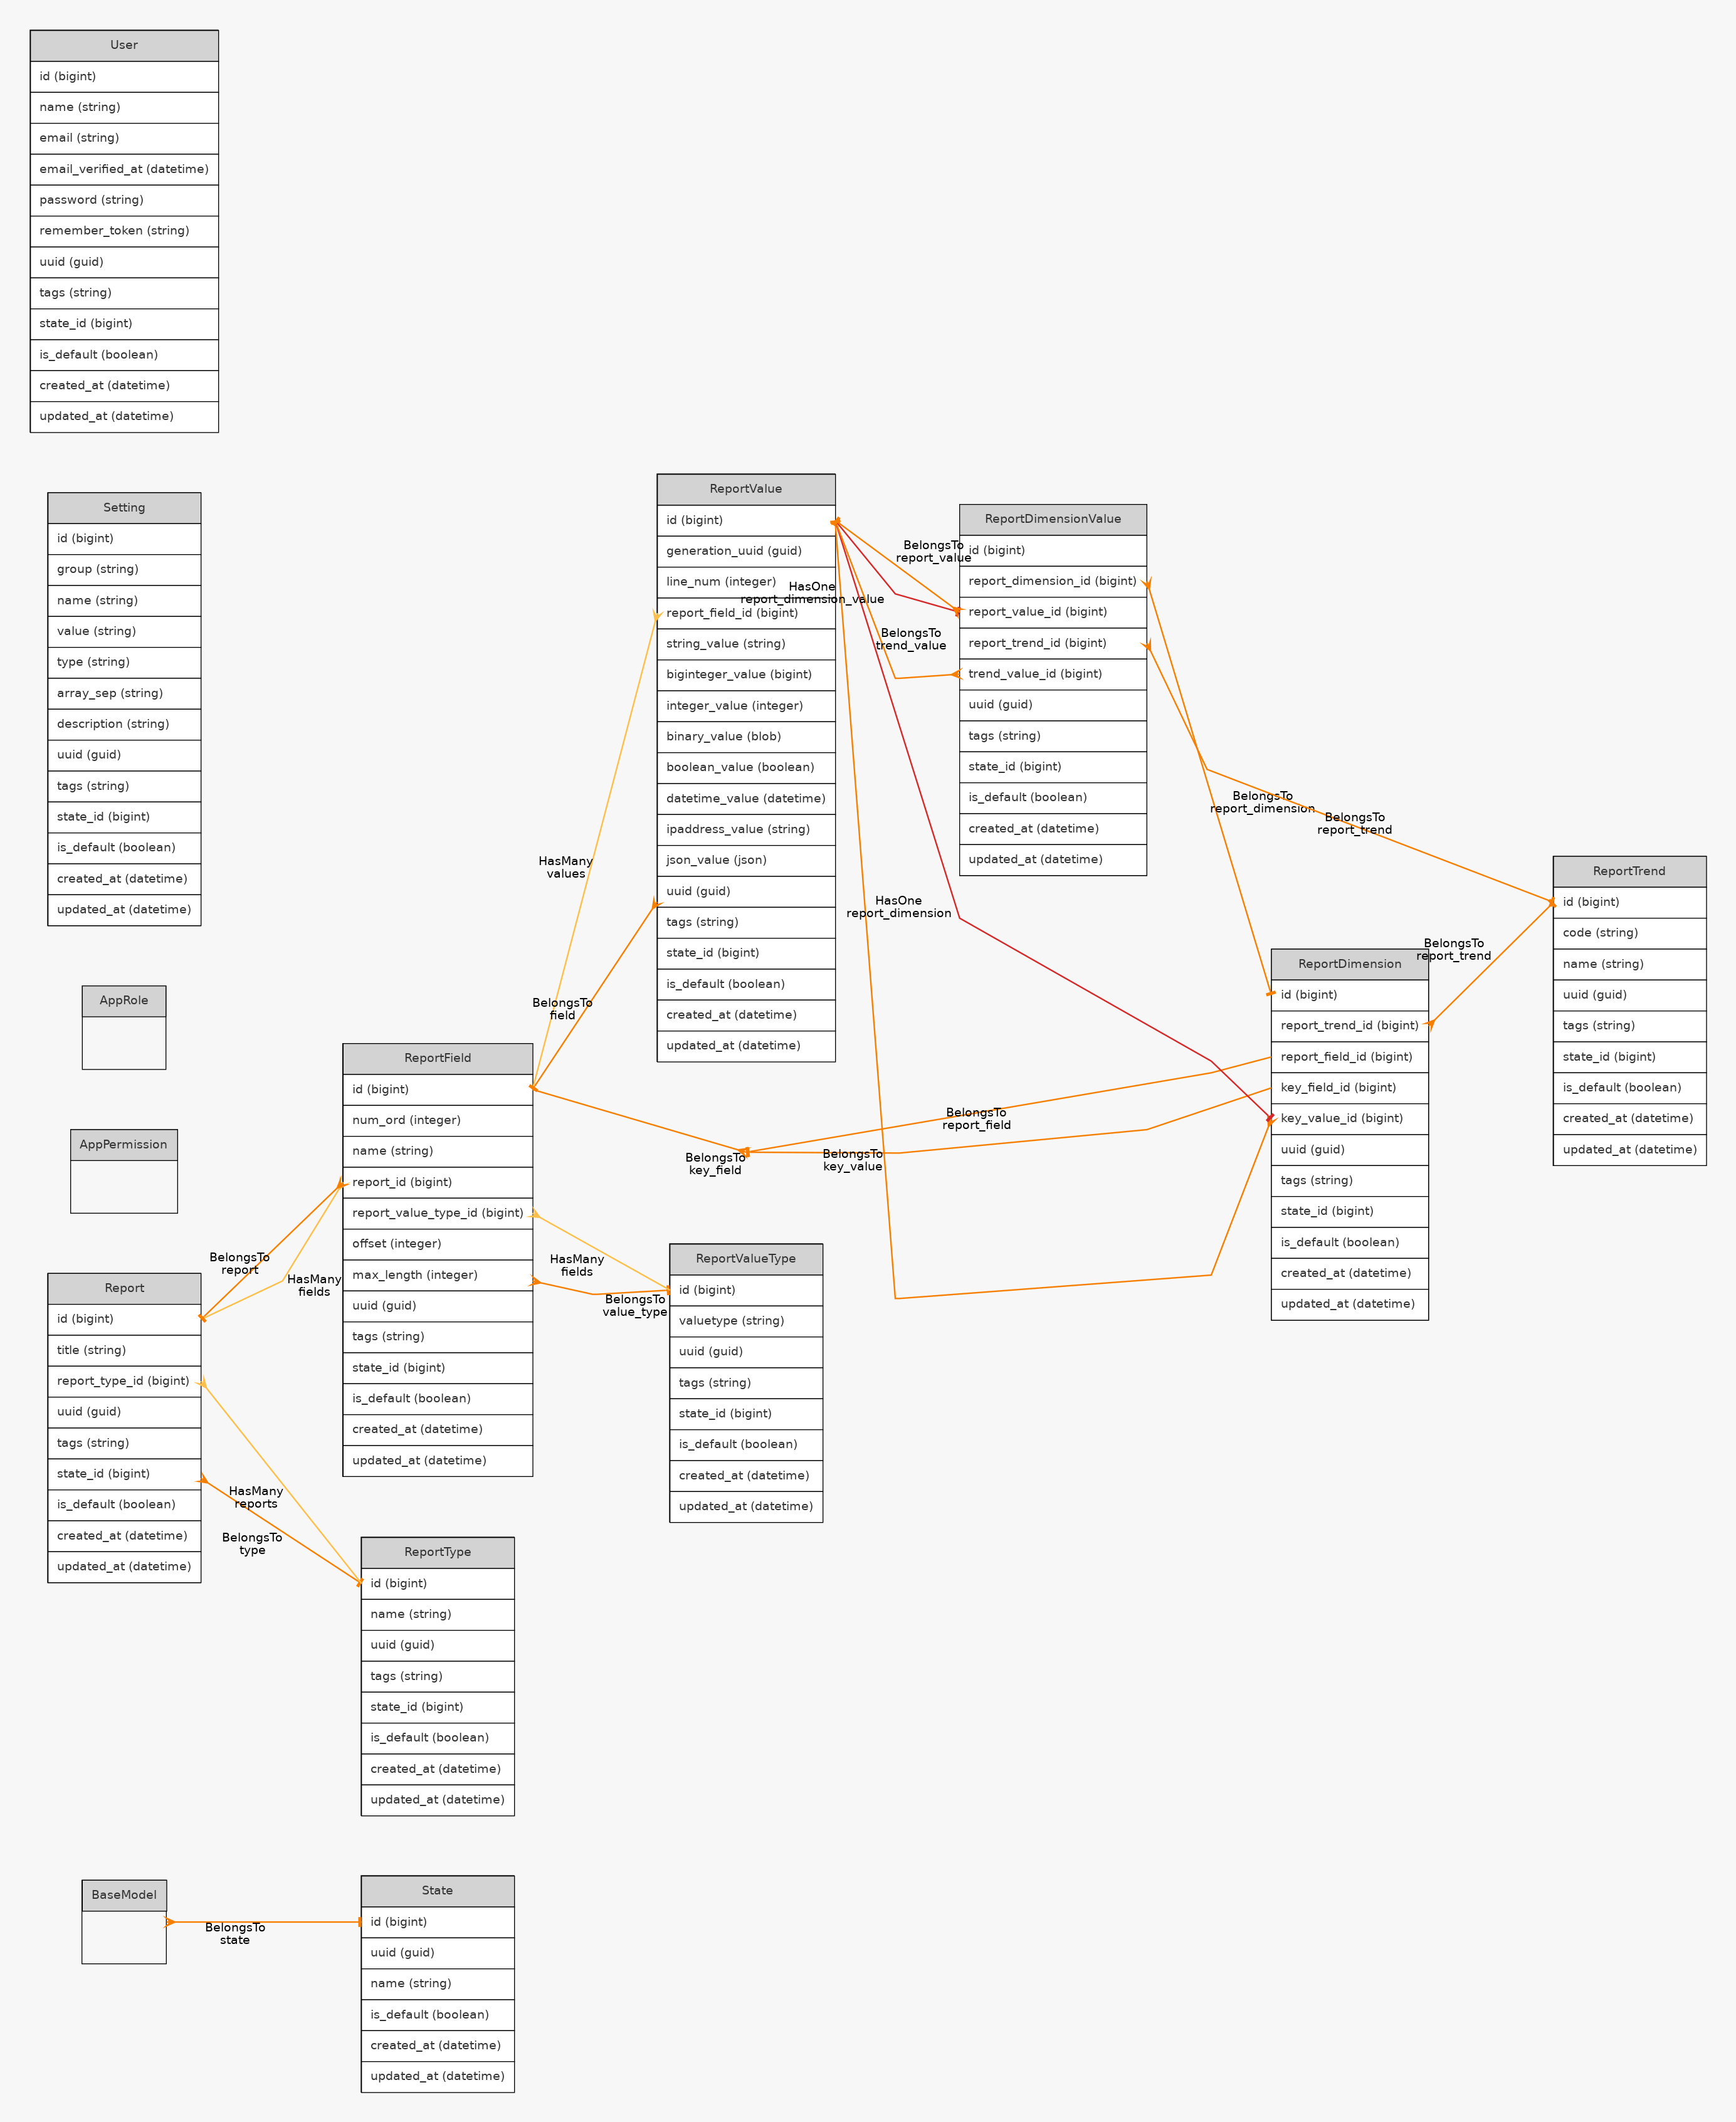 User
id (bigint)
name (string)
email (string)
email_verified_at (datetime)
password (string)
remember_token (string)
uuid (guid)
tags (string)
state_id (bigint)
is_default (boolean)
created_at (datetime)
updated_at (datetime)
Setting
id (bigint)
group (string)
name (string)
value (string)
type (string)
array_sep (string)
description (string)
uuid (guid)
tags (string)
state_id (bigint)
is_default (boolean)
created_at (datetime)
updated_at (datetime)
AppRole
AppPermission
Report
id (bigint)
title (string)
report_type_id (bigint)
uuid (guid)
tags (string)
state_id (bigint)
is_default (boolean)
created_at (datetime)
updated_at (datetime)
BelongsTo
report
HasMany
fields
HasMany
reports
BelongsTo
type
BaseModel
BelongsTo
state
ReportField
id (bigint)
num_ord (integer)
name (string)
report_id (bigint)
report_value_type_id (bigint)
offset (integer)
max_length (integer)
uuid (guid)
tags (string)
state_id (bigint)
is_default (boolean)
created_at (datetime)
updated_at (datetime)
ReportType
id (bigint)
name (string)
uuid (guid)
tags (string)
state_id (bigint)
is_default (boolean)
created_at (datetime)
updated_at (datetime)
State
id (bigint)
uuid (guid)
name (string)
is_default (boolean)
created_at (datetime)
updated_at (datetime)
HasMany
values
BelongsTo
field
HasMany
fields
BelongsTo
value_type
ReportValue
id (bigint)
generation_uuid (guid)
line_num (integer)
report_field_id (bigint)
string_value (string)
biginteger_value (bigint)
integer_value (integer)
binary_value (blob)
boolean_value (boolean)
datetime_value (datetime)
ipaddress_value (string)
json_value (json)
uuid (guid)
tags (string)
state_id (bigint)
is_default (boolean)
created_at (datetime)
updated_at (datetime)
BelongsTo
key_field
ReportValueType
id (bigint)
valuetype (string)
uuid (guid)
tags (string)
state_id (bigint)
is_default (boolean)
created_at (datetime)
updated_at (datetime)
HasOne
report_dimension_value
BelongsTo
report_value
BelongsTo
trend_value
HasOne
report_dimension
BelongsTo
key_value
BelongsTo
report_field
ReportDimensionValue
id (bigint)
report_dimension_id (bigint)
report_value_id (bigint)
report_trend_id (bigint)
trend_value_id (bigint)
uuid (guid)
tags (string)
state_id (bigint)
is_default (boolean)
created_at (datetime)
updated_at (datetime)
BelongsTo
report_dimension
BelongsTo
report_trend
ReportDimension
id (bigint)
report_trend_id (bigint)
report_field_id (bigint)
key_field_id (bigint)
key_value_id (bigint)
uuid (guid)
tags (string)
state_id (bigint)
is_default (boolean)
created_at (datetime)
updated_at (datetime)
BelongsTo
report_trend
ReportTrend
id (bigint)
code (string)
name (string)
uuid (guid)
tags (string)
state_id (bigint)
is_default (boolean)
created_at (datetime)
updated_at (datetime)